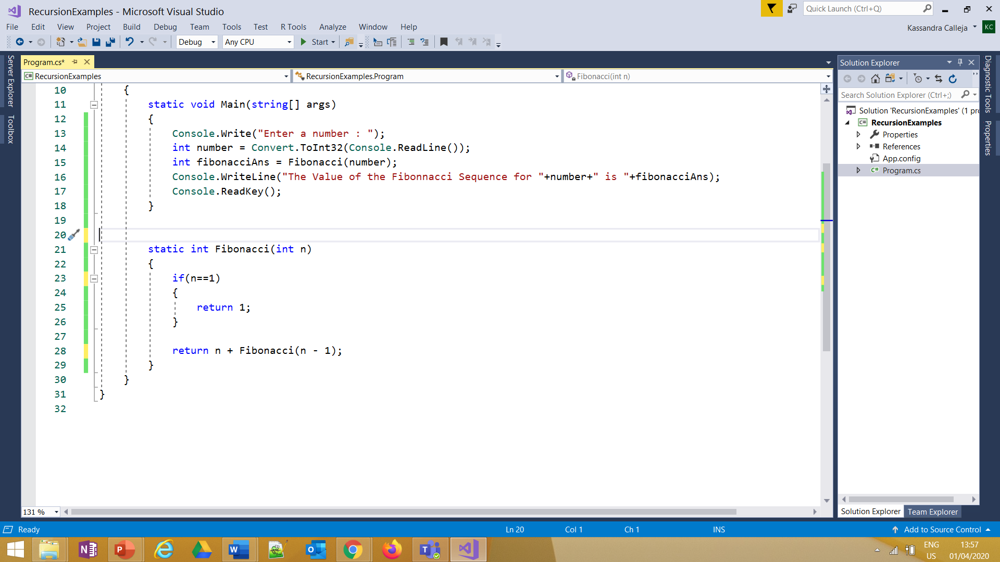 RecursionExamples - Microsoft Visual Studio
Quick Launch (Ctrl+Q)
File Edit View Project Build Debug Team Tools Test R Tools Analyze Window Help
Kassandra Calleja KC
Debug Any CPU Start
Server Explorer
Toolbox
Program.cs*
RecursionExamples RecursionExamples.Program Fibonacci(int n)
10 {
11 static void Main(string[] args)
12 {
13 Console.Write("Enter a number : ");
14 int number = Convert.ToInt32(Console.ReadLine());
15 int fibonacciAns = Fibonacci(number);
16 Console.WriteLine("The Value of the Fibonnacci Sequence for "+number+" is "+fibonacciAns);
17 Console.ReadKey();
18 }
19
20
21 static int Fibonacci(int n)
22 {
23 if(n==1)
24 {
25 return 1;
26 }
27
28 return n + Fibonacci(n - 1);
29 }
30 }
31 }
32
131 %
Solution Explorer
Search Solution Explorer (Ctrl+;)
Solution 'RecursionExamples' (1 pr
C# RecursionExamples
Properties
References
App.config
C# Program.cs
Solution Explorer Team Explorer
Diagnostic Tools
Properties
Ready Ln 20 Col 1 Ch 1 INS Add to Source Control
ENG 13:57
US 01/04/2020